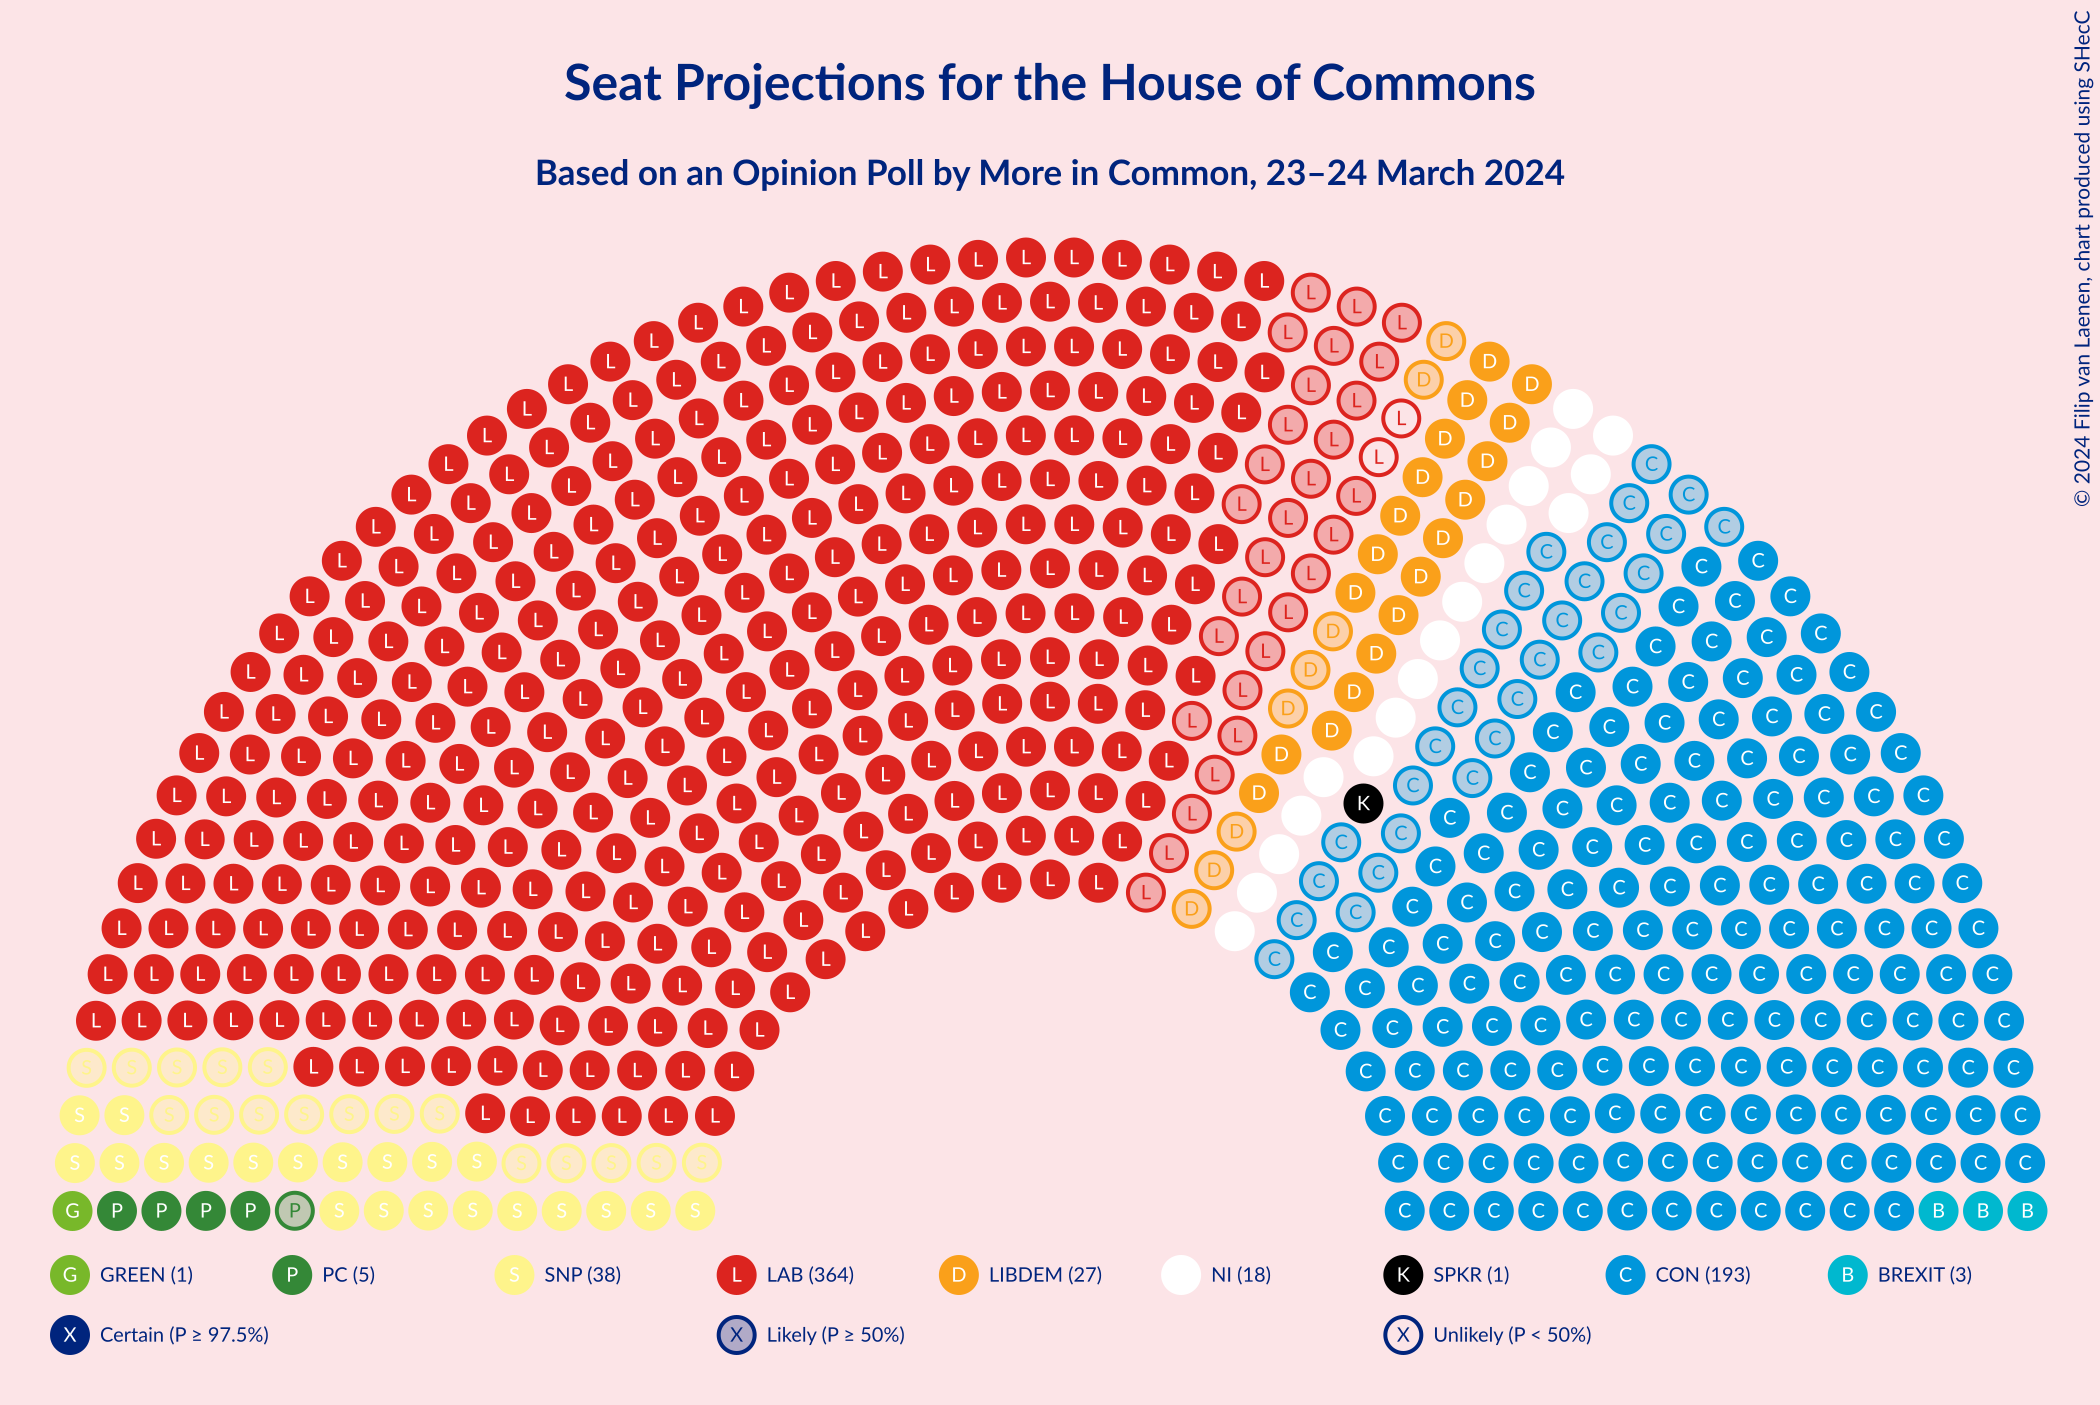 Seat Projections for the House of Commons
Based on an Opinion Poll by More in Common, 23–24 March 2024
© 2024 Filip van Laenen, chart produced using SHecC
G GREEN (1) P PC (5) S SNP (38) L LAB (364) D LIBDEM (27) NI (18) K SPKR (1) C CON (193) B BREXIT (3)
X Certain (P ≥ 97.5%) X Likely (P ≥ 50%) X Unlikely (P < 50%)